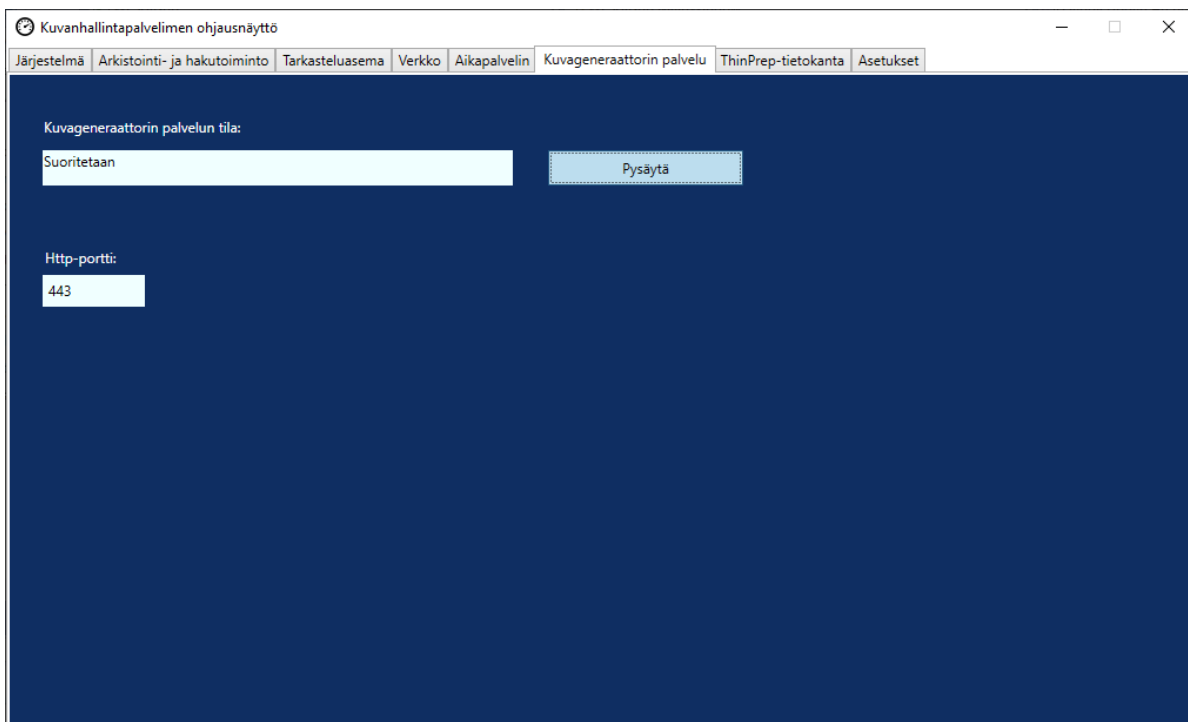 Kuvanhallintapalvelimen ohjausnäyttö
Järjestelmä Arkistointi- ja hakutoiminto Tarkasteluasema Verkko Aikapalvelin Kuvageneraattorin palvelu ThinPrep-tietokanta Asetukset
Kuvageneraattorin palvelun tila:
Suoritetaan Pysäytä
Http-portti:
443